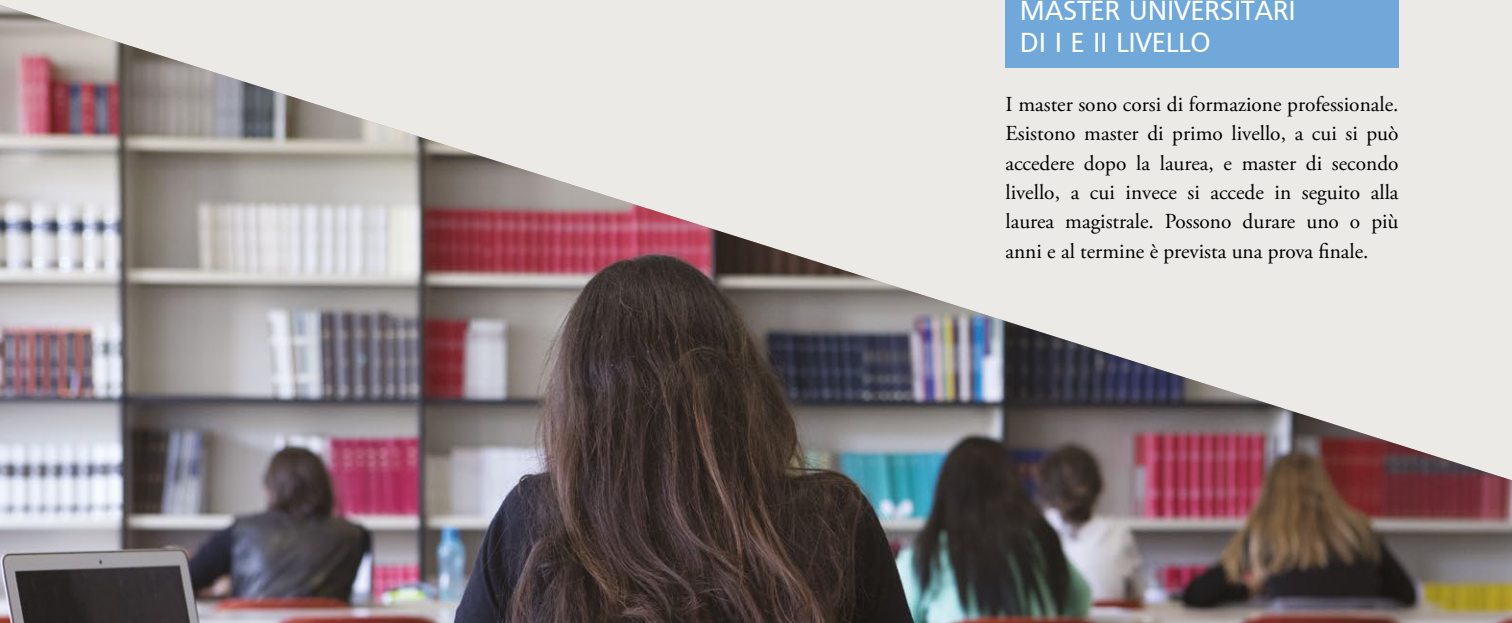 MASTER UNIVERSITARI
DI I E II LIVELLO
I master sono corsi di formazione professionale.
Esistono master di primo livello, a cui si può
accedere dopo la laurea, e master di secondo
livello, a cui invece si accede in seguito alla
laurea magistrale. Possono durare uno o più
anni e al termine è prevista una prova finale.